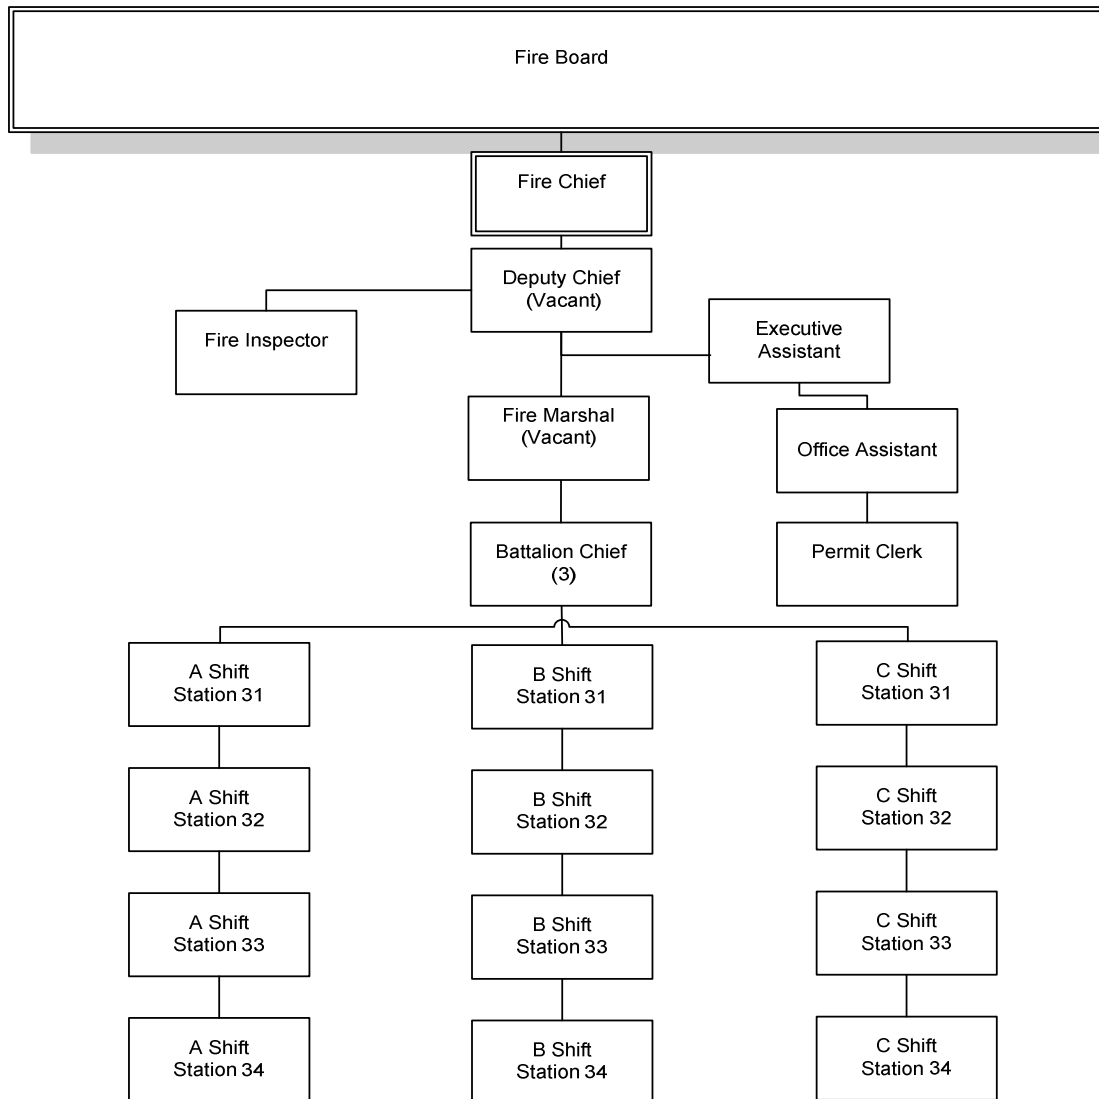 Fire Board
Fire Chief
Deputy Chief
(Vacant)
Fire Inspector
Executive
Assistant
Fire Marshal
(Vacant)
Office Assistant
Battalion Chief
(3)
Permit Clerk
A Shift
Station 31
B Shift
Station 31
C Shift
Station 31
A Shift
Station 32
B Shift
Station 32
C Shift
Station 32
A Shift
Station 33
B Shift
Station 33
C Shift
Station 33
A Shift
Station 34
B Shift
Station 34
C Shift
Station 34